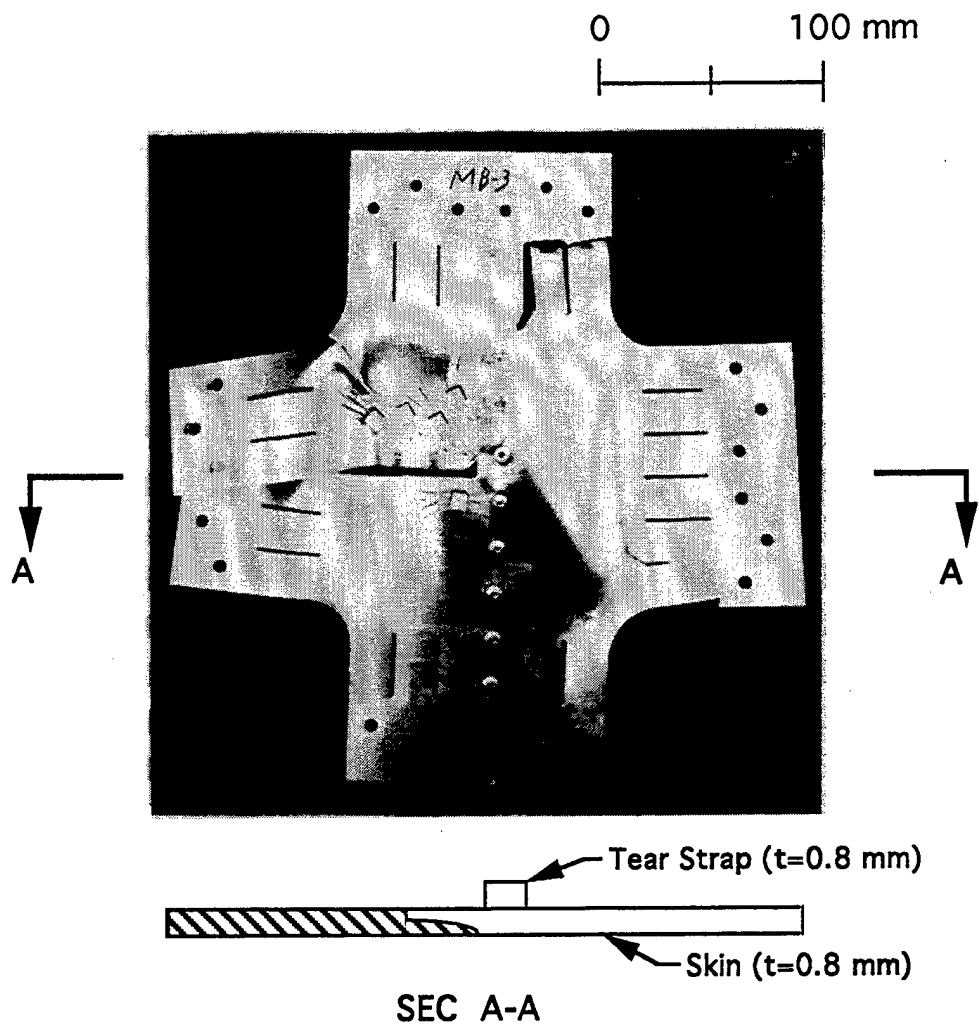 0 100 mm
MB-3
A A
Tear Strap (t=0.8 mm)
Skin (t=0.8 mm)
SEC A-A